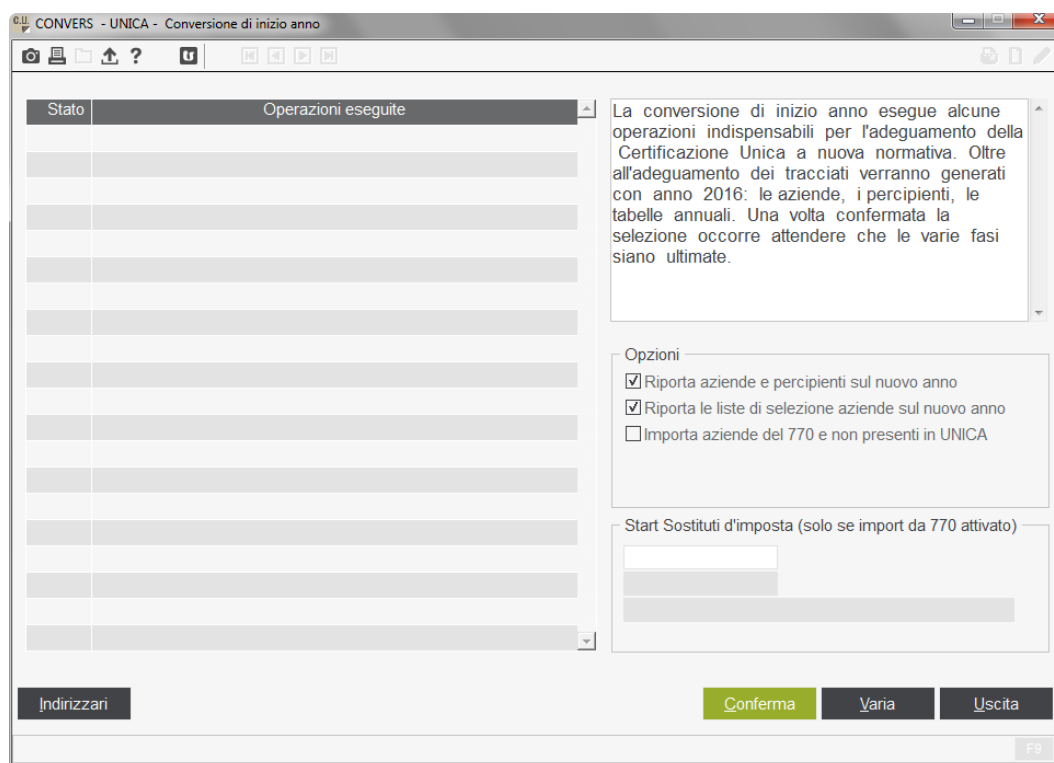 C.U. CONVERS - UNICA - Conversione di inizio anno
?
Stato Operazioni eseguite
La conversione di inizio anno esegue alcune
operazioni indispensabili per l'adeguamento della
Certificazione Unica a nuova normativa. Oltre
all'adeguamento dei tracciati verranno generati
con anno 2016: le aziende, i percipienti, le
tabelle annuali. Una volta confermata la
selezione occorre attendere che le varie fasi
siano ultimate.
Opzioni
Riporta aziende e percipienti sul nuovo anno
Riporta le liste di selezione aziende sul nuovo anno
Importa aziende del 770 e non presenti in UNICA
Start Sostituti d'imposta (solo se import da 770 attivato)
Indirizzari Conferma Varia Uscita
F9